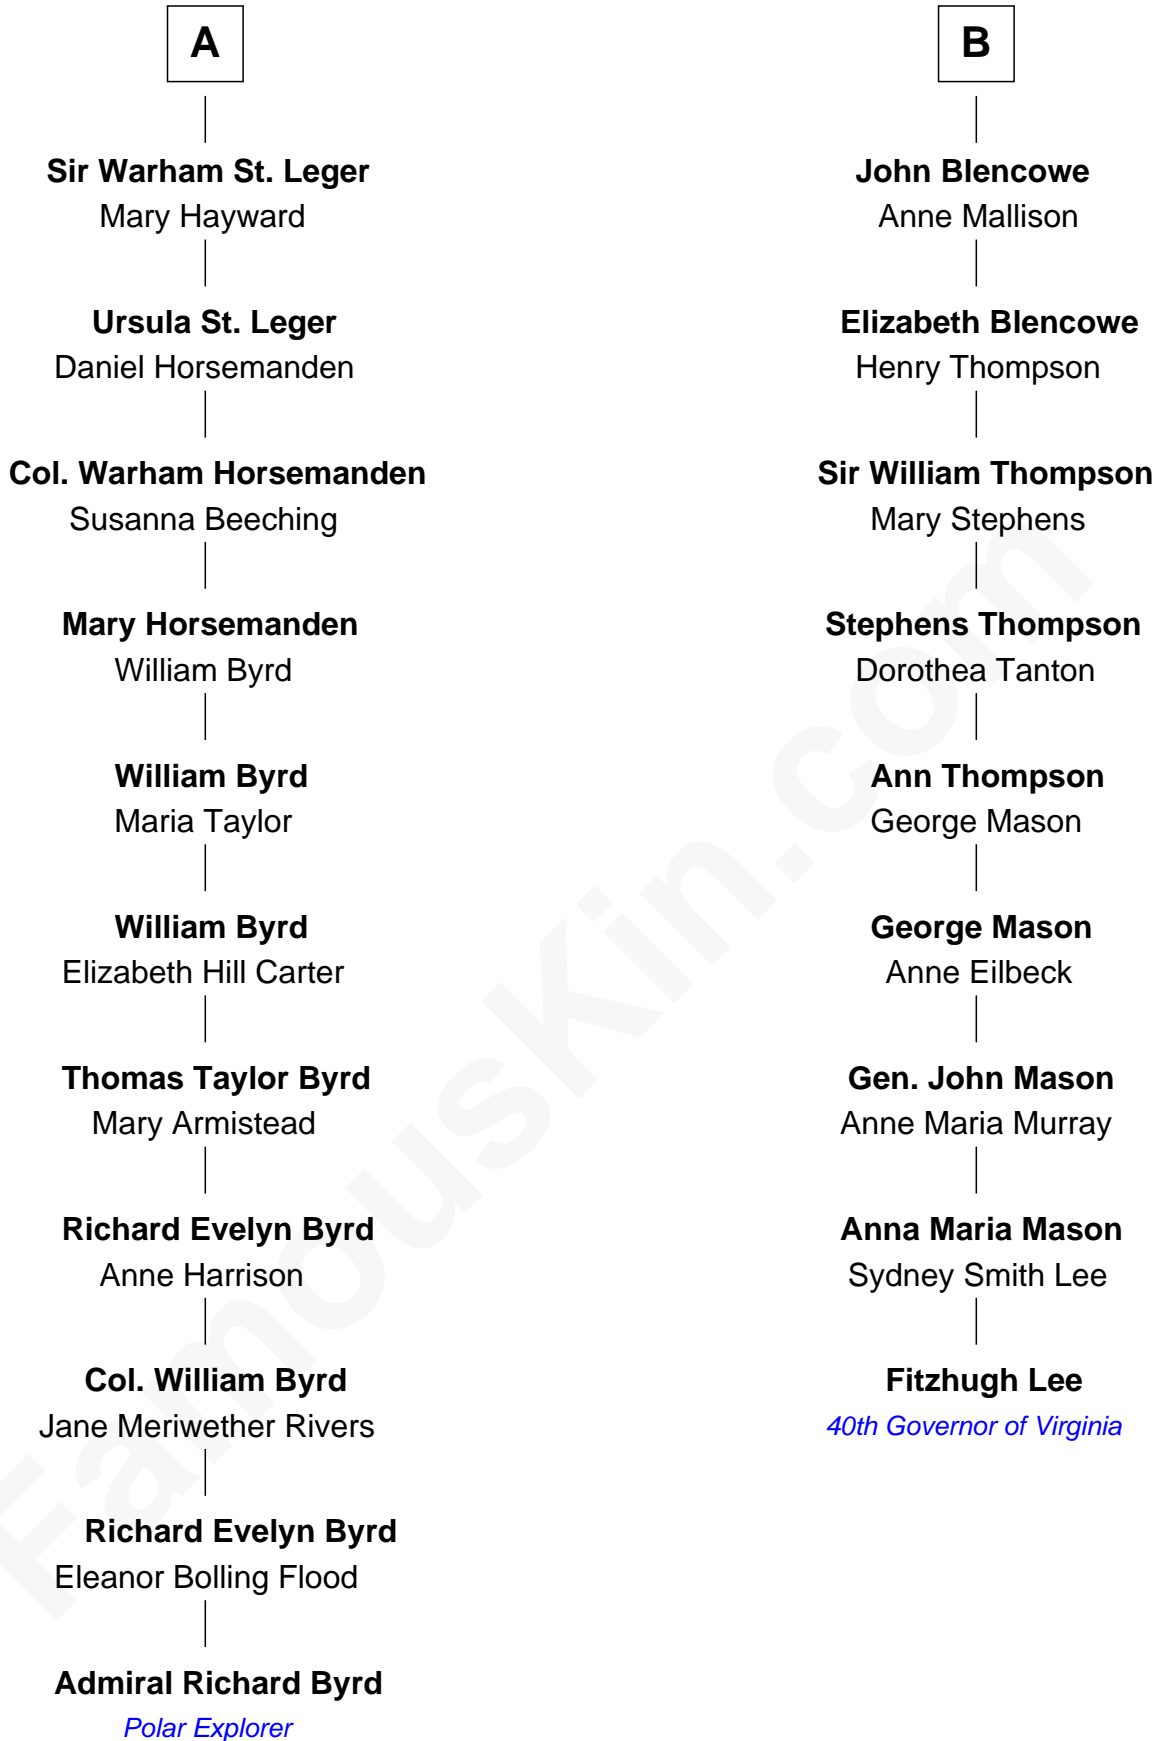 A
Sir Warham St. Leger
Mary Hayward
Ursula St. Leger
Daniel Horsemanden
Col. Warham Horsemanden
Susanna Beeching
Mary Horsemanden
William Byrd
William Byrd
Maria Taylor
William Byrd
Elizabeth Hill Carter
Thomas Taylor Byrd
Mary Armistead
Richard Evelyn Byrd
Anne Harrison
Col. William Byrd
Jane Meriwether Rivers
Richard Evelyn Byrd
Eleanor Bolling Flood
Admiral Richard Byrd
Polar Explorer
B
John Blencowe
Anne Mallison
Elizabeth Blencowe
Henry Thompson
Sir William Thompson
Mary Stephens
Stephens Thompson
Dorothea Tanton
Ann Thompson
George Mason
George Mason
Anne Eilbeck
Gen. John Mason
Anne Maria Murray
Anna Maria Mason
Sydney Smith Lee
Fitzhugh Lee
40th Governor of Virginia
FamousKin.com